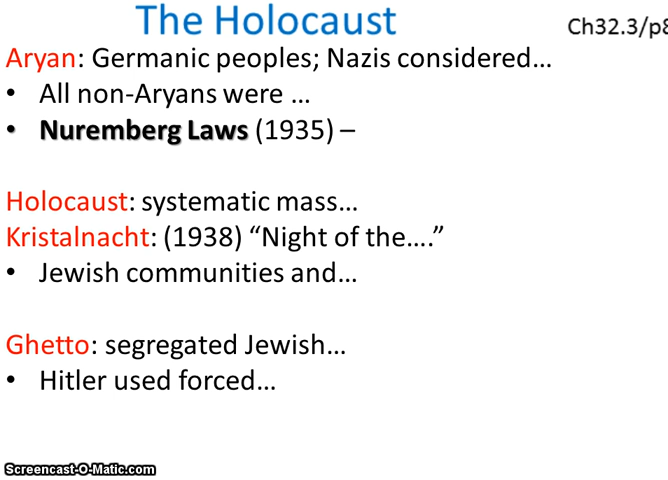 The Holocaust
Ch32.3/p8
Aryan: Germanic peoples; Nazis considered…
• All non-Aryans were …
• Nuremberg Laws (1935) –
Holocaust: systematic mass…
Kristalnacht: (1938) “Night of the….”
• Jewish communities and…
Ghetto: segregated Jewish…
• Hitler used forced…
Screencast-O-Matic.com